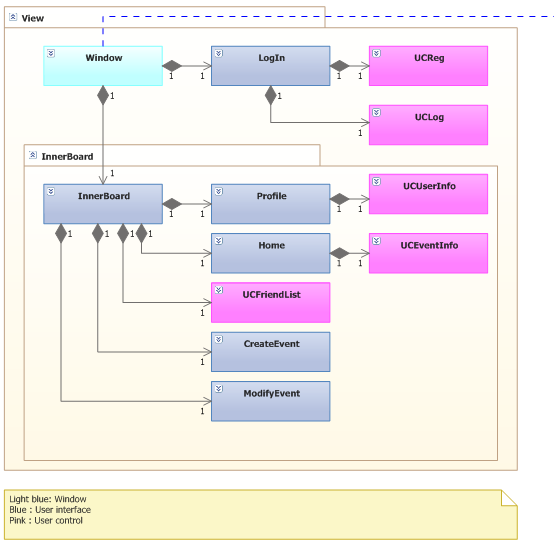 View
Window
1
1
LogIn
1
1
UCReg
1
1
UCLog
1
1
InnerBoard
InnerBoard
1
1
Profile
1
1
UCUserInfo
1
1
Home
1
1
UCEventInfo
1
1
UCFriendList
1
CreateEvent
1
ModifyEvent
1
Light blue: Window
Blue : User interface
Pink : User control